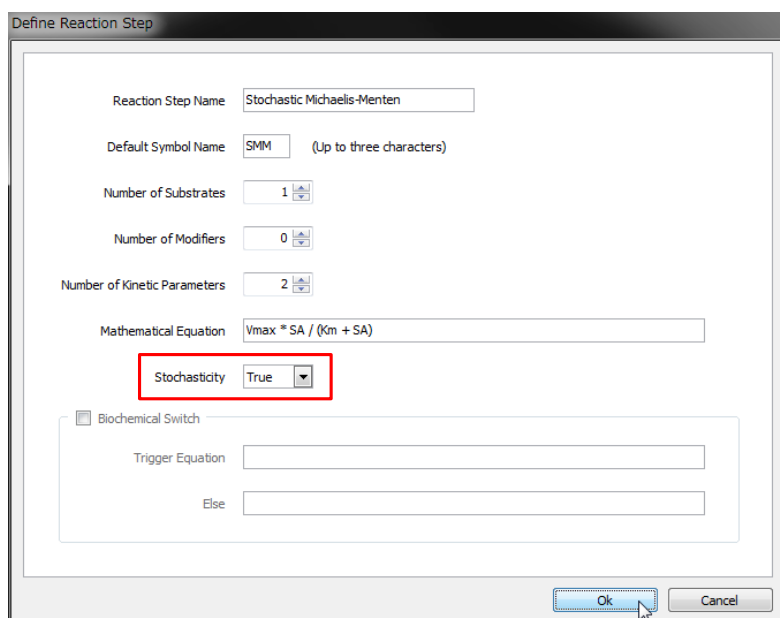 Define Reaction Step
Reaction Step Name Stochastic Michaelis-Menten
Default Symbol Name SMM (Up to three characters)
Number of Substrates 1
Number of Modifiers 0
Number of Kinetic Parameters 2
Mathematical Equation Vmax * SA / (Km + SA)
Stochasticity True
Biochemical Switch
Trigger Equation
Else
Ok Cancel